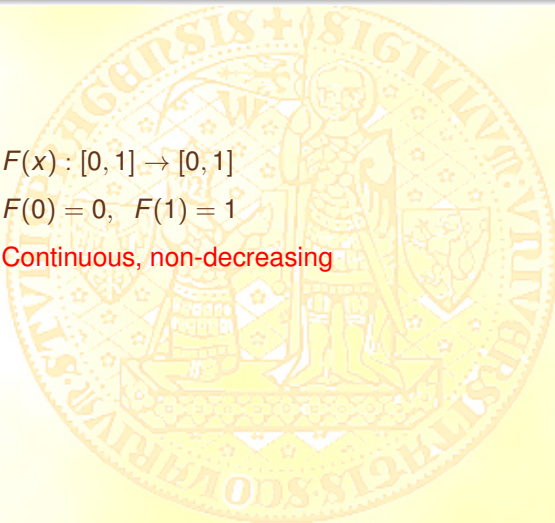 F(x) : [0, 1] → [0, 1]
F(0) = 0, F(1) = 1
Continuous, non-decreasing